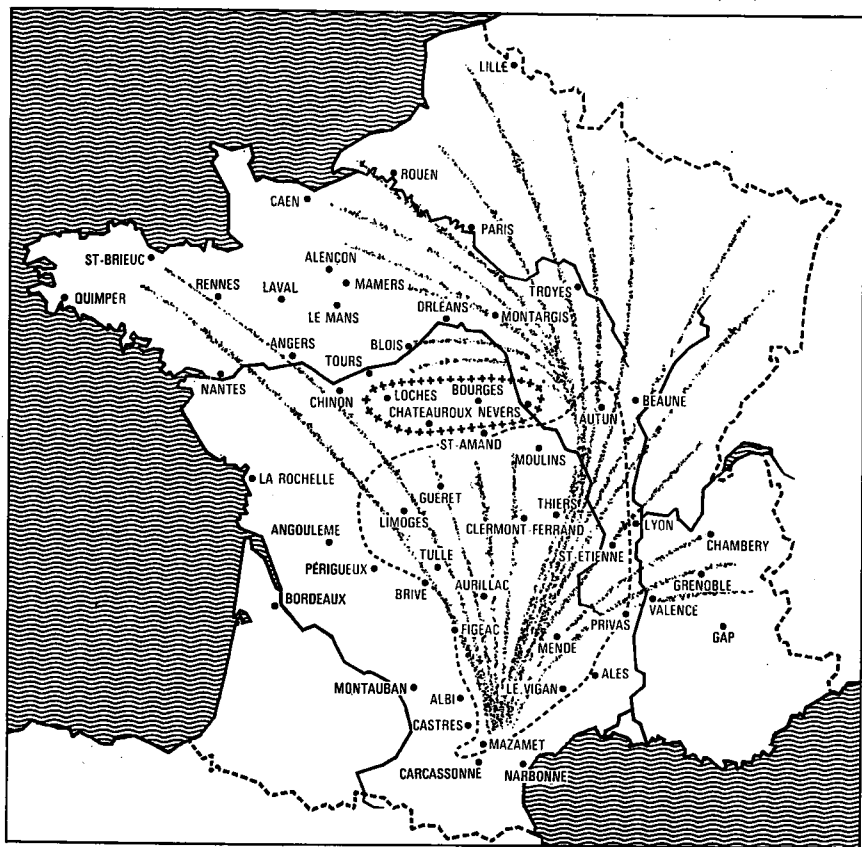 LILLE
ROUEN
CAEN
PARIS
ST-BRIEUC
ALENÇON
QUIMPER
RENNES
LAVAL
MAMERS
TROYES
LE MANS
ORLÉANS
MONTARGIS
ANGERS
BLOIS
TOURS
NANTES
CHINON
LOCHES
BOURGES
BEAUNE
CHATEAUROUX
NEVERS
AUTUN
ST-AMAND
MOULINS
LA ROCHELLE
GUÉRET
THIERS
LIMOGES
CLERMONT-FERRAND
LYON
ANGOULEME
ST-ETIENNE
CHAMBERY
TULLE
PÉRIGUEUX
BRIVE
AURILLAC
GRENOBLE
BORDEAUX
VALENCE
PRIVAS
FIGEAC
MENDE
GAP
ALES
MONTAUBAN
LE VIGAN
ALBI
CASTRES
MAZAMET
CARCASSONNE
NARBONNE